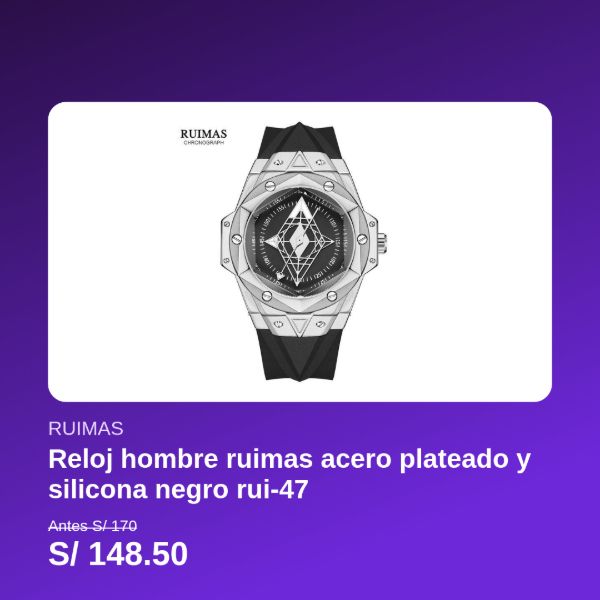 RUIMAS
CHRONOGRAPH
RUIMAS
Reloj hombre ruimas acero plateado y
silicona negro rui-47
Antes S/ 170
S/ 148.50